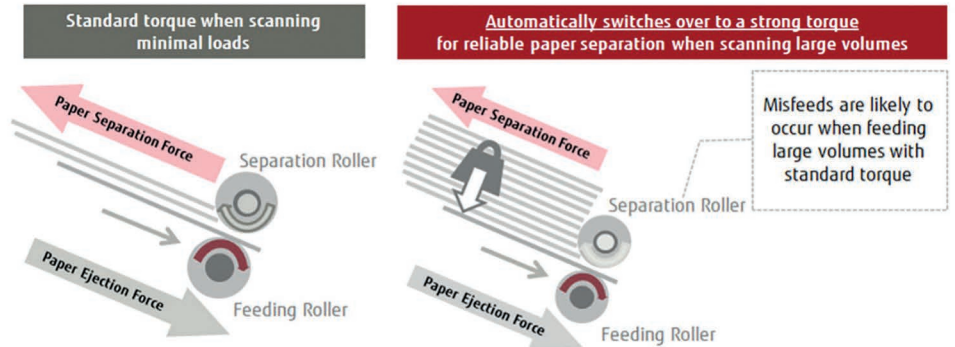 Standard torque when scanning
minimal loads
Paper Separation Force
Separation Roller
Paper Ejection Force
Feeding Roller
Automatically switches over to a strong torque
for reliable paper separation when scanning large volumes
Paper Separation Force
Misfeeds are likely to
occur when feeding
large volumes with
standard torque
Separation Roller
Paper Ejection Force
Feeding Roller